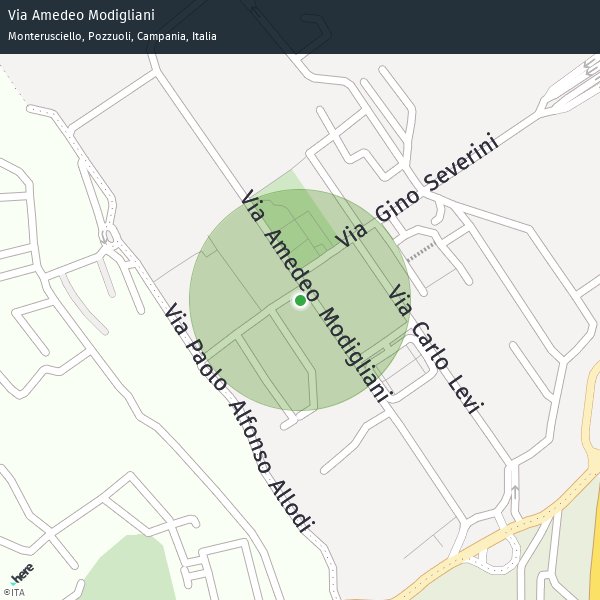 Via Amedeo Modigliani
Monterusciello, Pozzuoli, Campania, Italia
Via Gino Severini
Via Amedeo Modigliani
Via Carlo Levi
Via Paolo Alfonso Allodi
here
©ITA